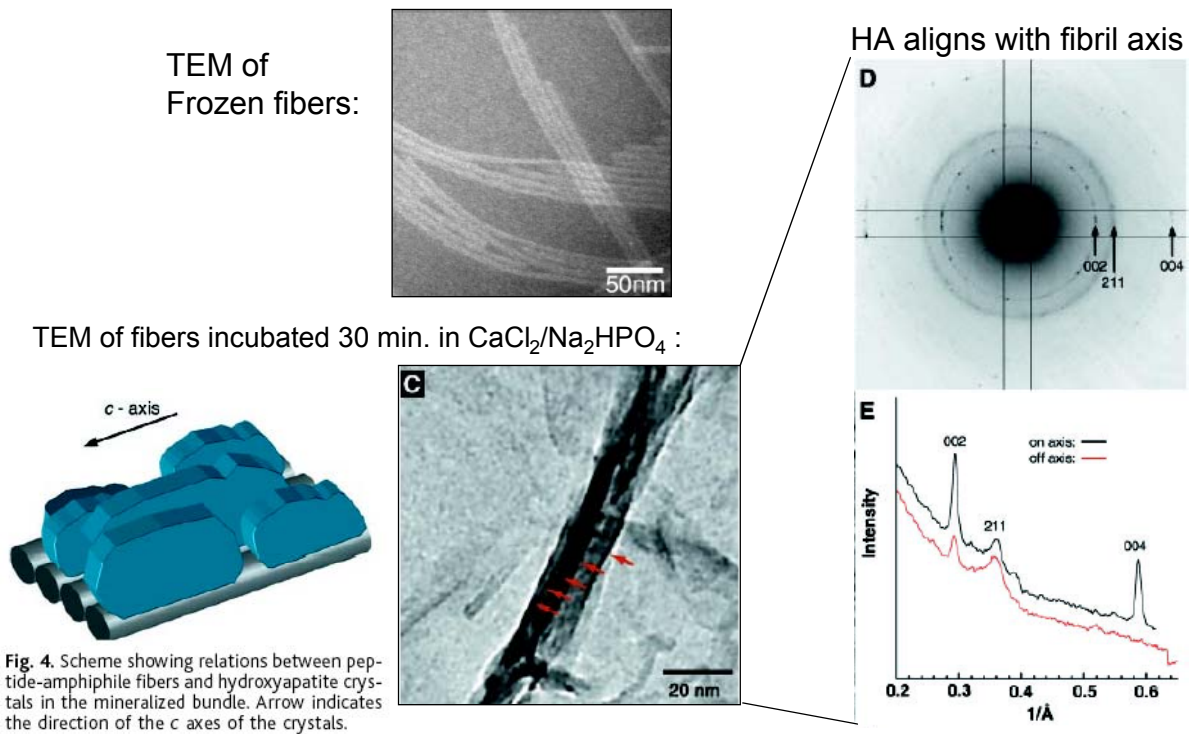 TEM of
Frozen fibers:
50nm
HA aligns with fibril axis
D
002
211
004
TEM of fibers incubated 30 min. in CaCl₂/Na₂HPO₄ :
c - axis
Fig. 4. Scheme showing relations between pep-
tide-amphiphile fibers and hydroxyapatite crys-
tals in the mineralized bundle. Arrow indicates
the direction of the c axes of the crystals.
C
20 nm
E
002
on axis:
off axis:
211
004
Intensity
0.2 0.3 0.4 0.5 0.6
1/Å